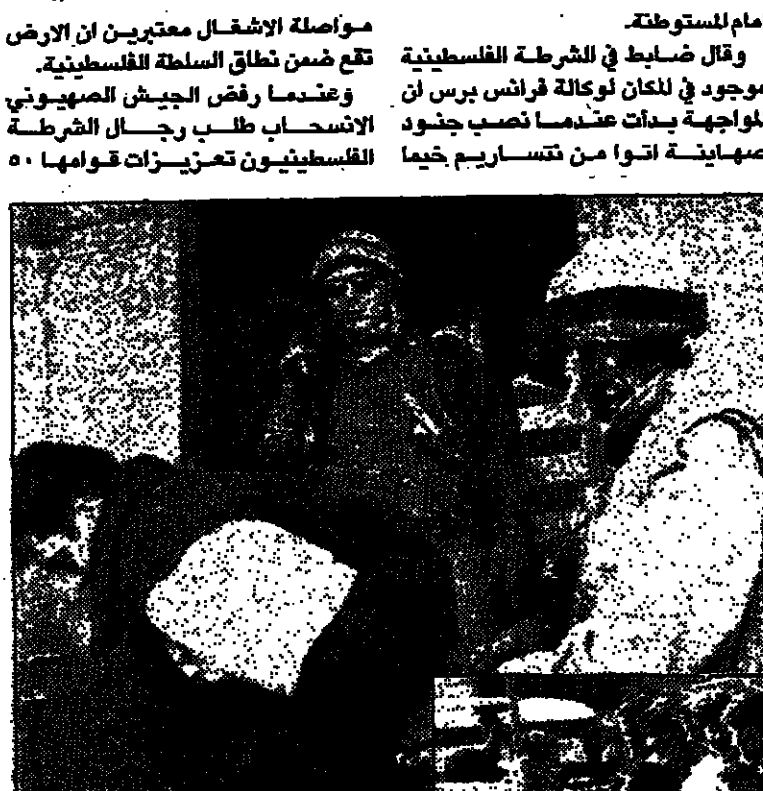 امام المستوطنة.
وقال ضابط في الشرطة الفلسطينية
موجود في المكان لوكالة فرانس برس ان
المواجهة بدأت عندما نصب جنود
صهاينة اتوا من نتساريم خيما
مواصلة الاشغال معتبرين ان الارض
تقع ضمن نطاق السلطة الفلسطينية.
وعندما رفض الجيش الصهيوني
الانسحاب طلب رجال الشرطة
الفلسطينيون تعزيزات قوامها ٥٠